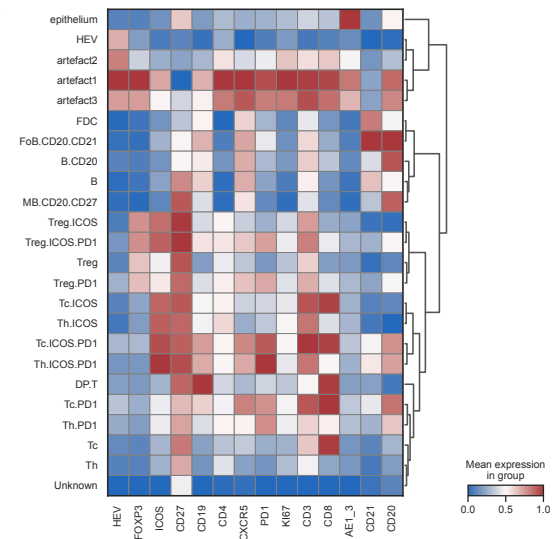 epithelium
HEV
artefact2
artefact1
artefact3
FDC
FoB.CD20.CD21
B.CD20
B
MB.CD20.CD27
Treg.ICOS
Treg.ICOS.PD1
Treg
Treg.PD1
Tc.ICOS
Th.ICOS
Tc.ICOS.PD1
Th.ICOS.PD1
DP.T
Tc.PD1
Th.PD1
Tc
Th
Unknown
HEV
FOXP3
ICOS
CD27
CD19
CD4
CXCR5
PD1
KI67
CD3
CD8
AE1_3
CD21
CD20
Mean expression
in group
0.0 0.5 1.0